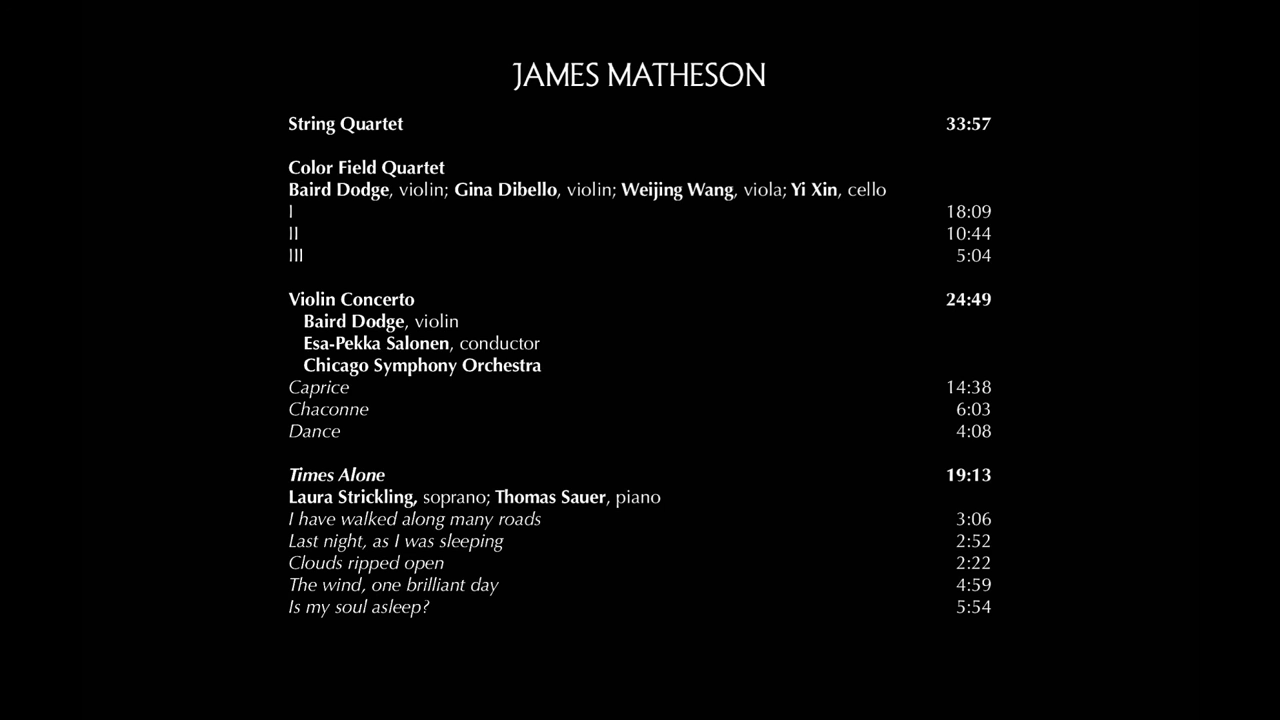 JAMES MATHESON
String Quartet 33:57
Color Field Quartet
Baird Dodge, violin; Gina Dibello, violin; Weijing Wang, viola; Yi Xin, cello
I 18:09
II 10:44
III 5:04
Violin Concerto 24:49
Baird Dodge, violin
Esa-Pekka Salonen, conductor
Chicago Symphony Orchestra
Caprice 14:38
Chaconne 6:03
Dance 4:08
Times Alone 19:13
Laura Strickling, soprano; Thomas Sauer, piano
I have walked along many roads 3:06
Last night, as I was sleeping 2:52
Clouds ripped open 2:22
The wind, one brilliant day 4:59
Is my soul asleep? 5:54